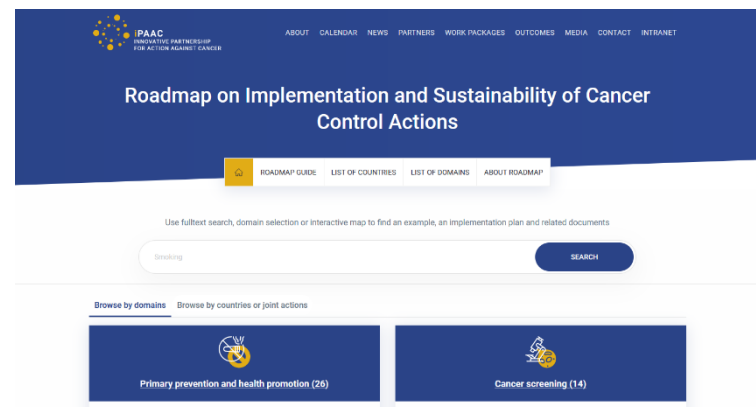 iPAAC
INNOVATIVE PARTNERSHIP
FOR ACTION AGAINST CANCER
ABOUT CALENDAR NEWS PARTNERS WORK PACKAGES OUTCOMES MEDIA CONTACT INTRANET
Roadmap on Implementation and Sustainability of Cancer
Control Actions
ROADMAP GUIDE LIST OF COUNTRIES LIST OF DOMAINS ABOUT ROADMAP
Use fulltext search, domain selection or interactive map to find an example, an implementation plan and related documents
Smoking SEARCH
Browse by domains Browse by countries or joint actions
Primary prevention and health promotion (26) Cancer screening (14)